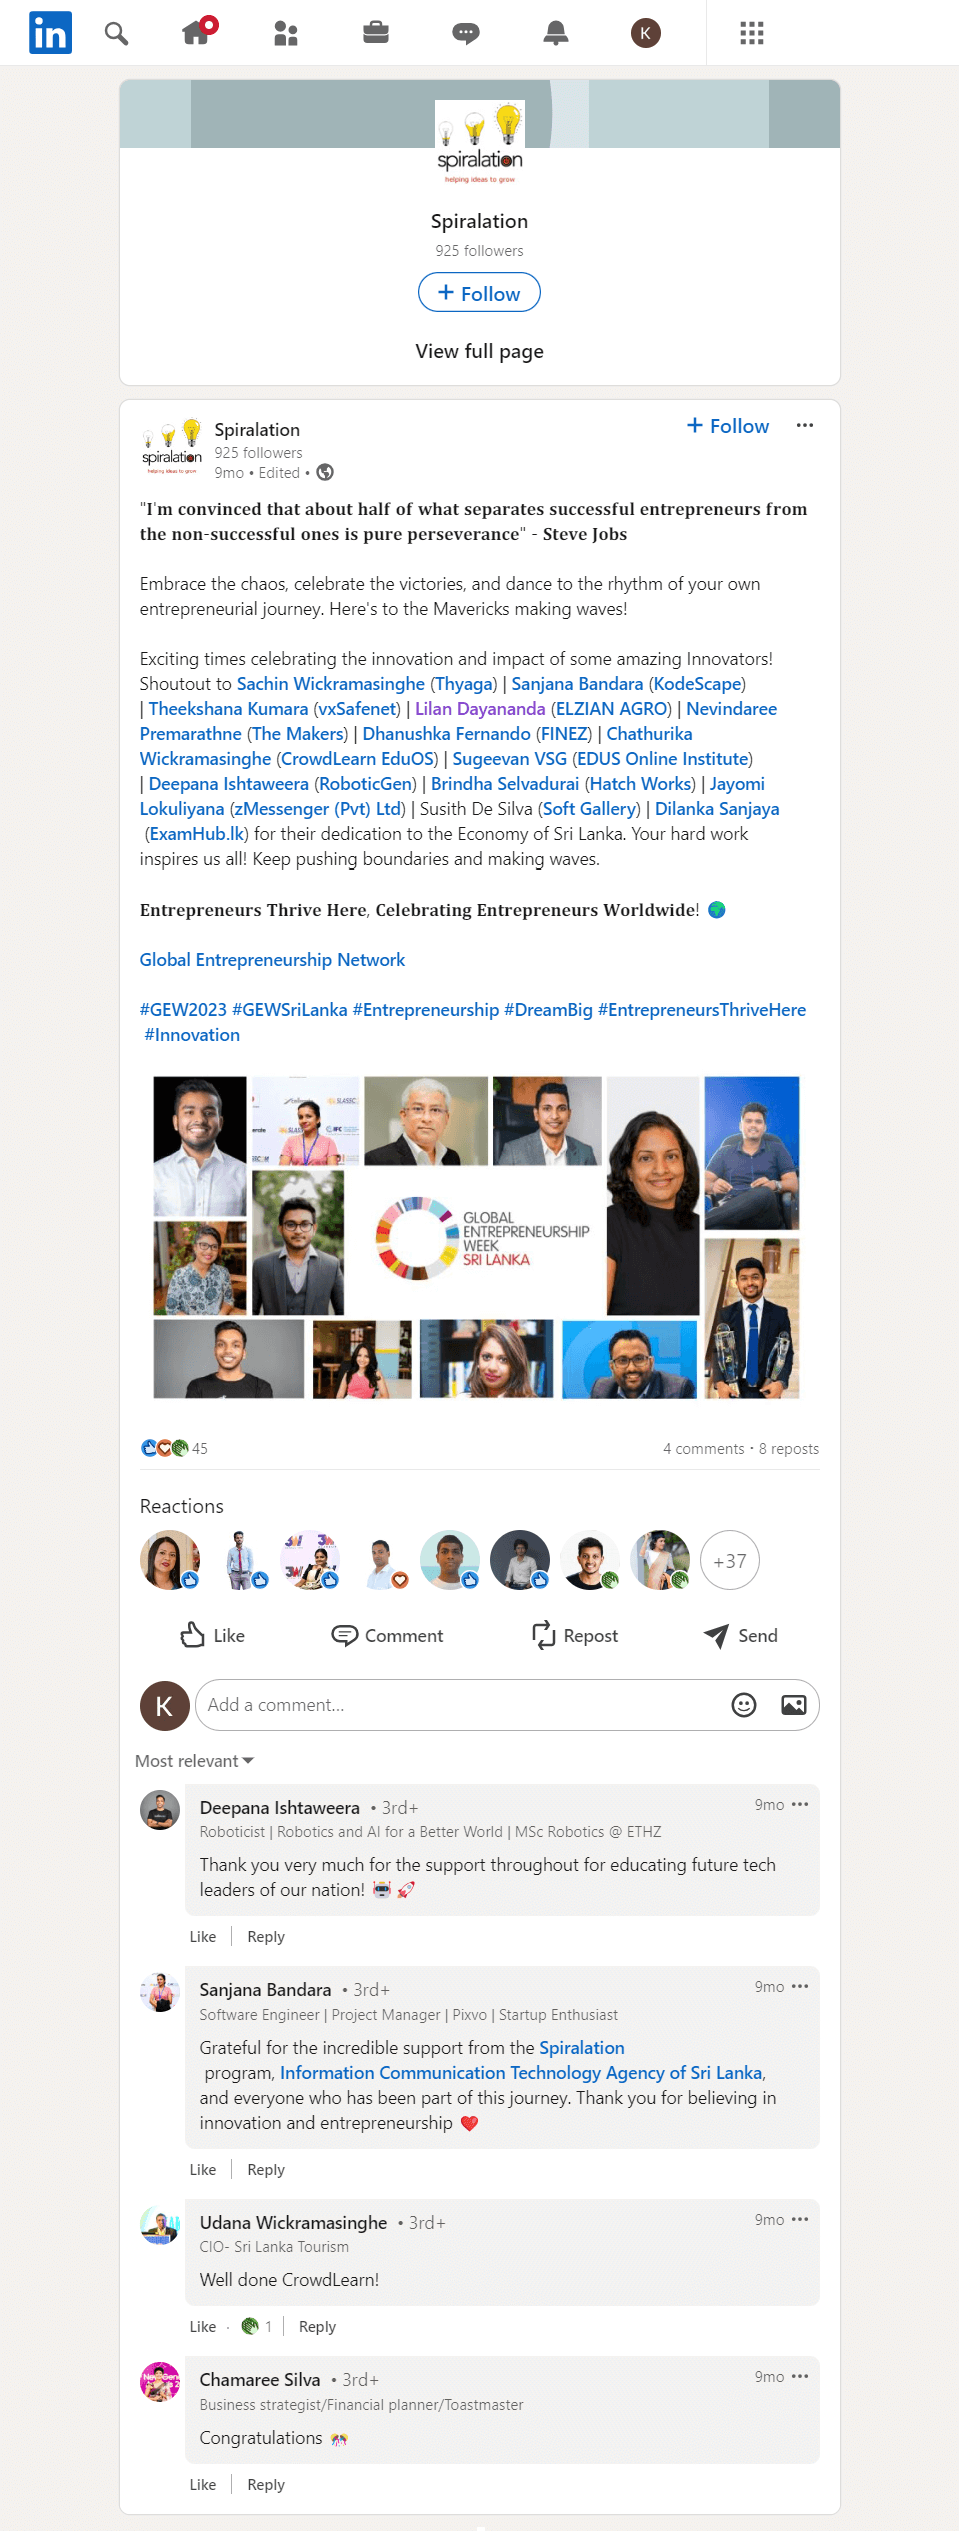 in
K
spiralation
helping ideas to grow
Spiralation
925 followers
+ Follow
View full page
spiralation
helping ideas to grow
Spiralation
925 followers
9mo • Edited •
+ Follow
"I'm convinced that about half of what separates successful entrepreneurs from
the non-successful ones is pure perseverance" - Steve Jobs
Embrace the chaos, celebrate the victories, and dance to the rhythm of your own
entrepreneurial journey. Here's to the Mavericks making waves!
Exciting times celebrating the innovation and impact of some amazing Innovators!
Shoutout to Sachin Wickramasinghe (Thyaga) | Sanjana Bandara (KodeScape)
| Theekshana Kumara (vxSafenet) | Lilan Dayananda (ELZIAN AGRO) | Nevindaree
Premarathne (The Makers) | Dhanushka Fernando (FINEZ) | Chathurika
Wickramasinghe (CrowdLearn EduOS) | Sugeevan VSG (EDUS Online Institute)
| Deepana Ishtaweera (RoboticGen) | Brindha Selvadurai (Hatch Works) | Jayomi
Lokuliyana (zMessenger (Pvt) Ltd) | Susith De Silva (Soft Gallery) | Dilanka Sanjaya
(ExamHub.lk) for their dedication to the Economy of Sri Lanka. Your hard work
inspires us all! Keep pushing boundaries and making waves.
Entrepreneurs Thrive Here, Celebrating Entrepreneurs Worldwide! 🌍
Global Entrepreneurship Network
#GEW2023 #GEWSriLanka #Entrepreneurship #DreamBig #EntrepreneursThriveHere
#Innovation
GLOBAL
ENTREPRENEURSHIP
WEEK
SRI LANKA
45
4 comments • 8 reposts
Reactions
+37
Like
Comment
Repost
Send
K
Add a comment...
Most relevant
Deepana Ishtaweera • 3rd+
9mo
Roboticist | Robotics and AI for a Better World | MSc Robotics @ ETHZ
Thank you very much for the support throughout for educating future tech
leaders of our nation! 🤖 🚀
Like | Reply
Sanjana Bandara • 3rd+
9mo
Software Engineer | Project Manager | Pixvo | Startup Enthusiast
Grateful for the incredible support from the Spiralation
program, Information Communication Technology Agency of Sri Lanka,
and everyone who has been part of this journey. Thank you for believing in
innovation and entrepreneurship ❤️
Like | Reply
Udana Wickramasinghe • 3rd+
9mo
CIO- Sri Lanka Tourism
Well done CrowdLearn!
Like · 1 | Reply
Chamaree Silva • 3rd+
9mo
Business strategist/Financial planner/Toastmaster
Congratulations 🎊
Like | Reply